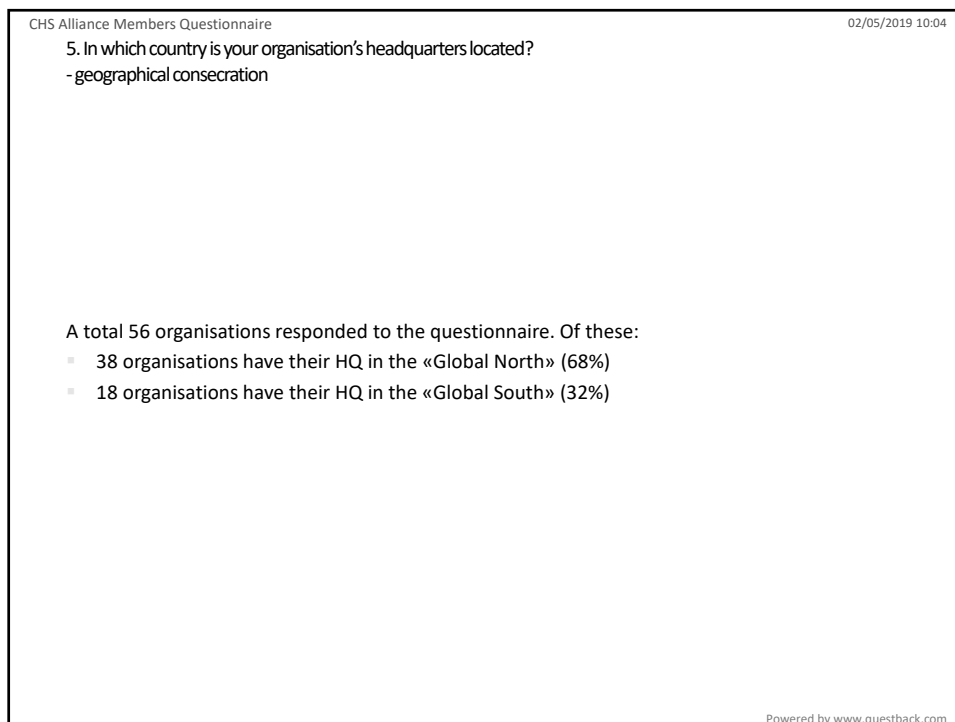 CHS Alliance Members Questionnaire 02/05/2019 10:04
5. In which country is your organisation's headquarters located?
- geographical consecration
A total 56 organisations responded to the questionnaire. Of these:
▪ 38 organisations have their HQ in the «Global North» (68%)
▪ 18 organisations have their HQ in the «Global South» (32%)
Powered by www.questback.com